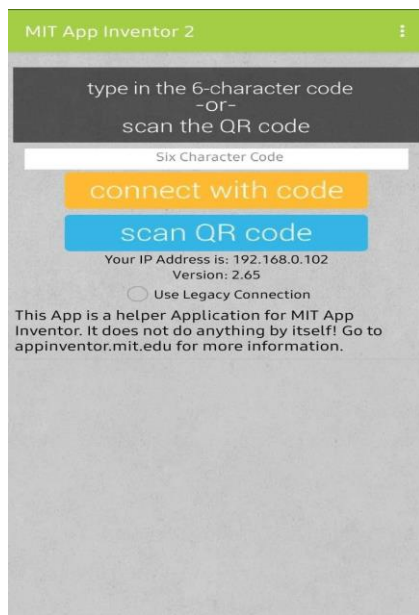 MIT App Inventor 2
type in the 6-character code
-or-
scan the QR code
Six Character Code
connect with code
scan QR code
Your IP Address is: 192.168.0.102
Version: 2.65
Use Legacy Connection
This App is a helper Application for MIT App
Inventor. It does not do anything by itself! Go to
appinventor.mit.edu for more information.